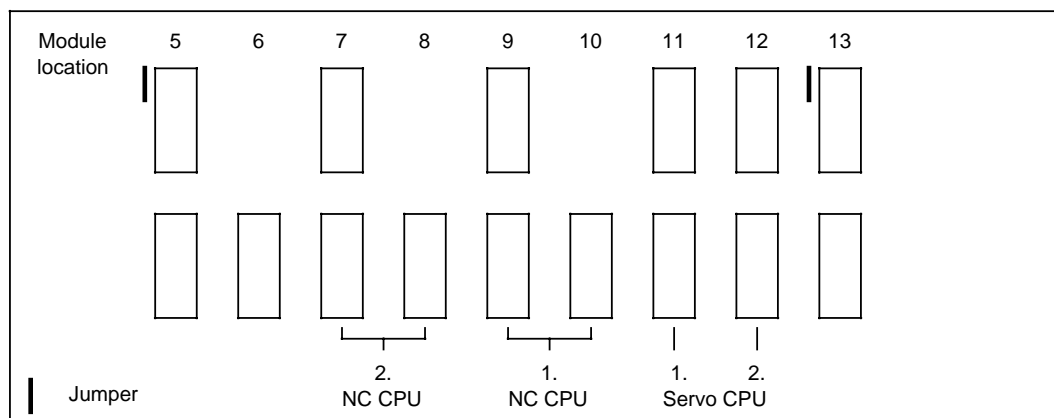 Module location 5 6 7 8 9 10 11 12 13
2. NC CPU
1. NC CPU
1. 2. Servo CPU
Jumper